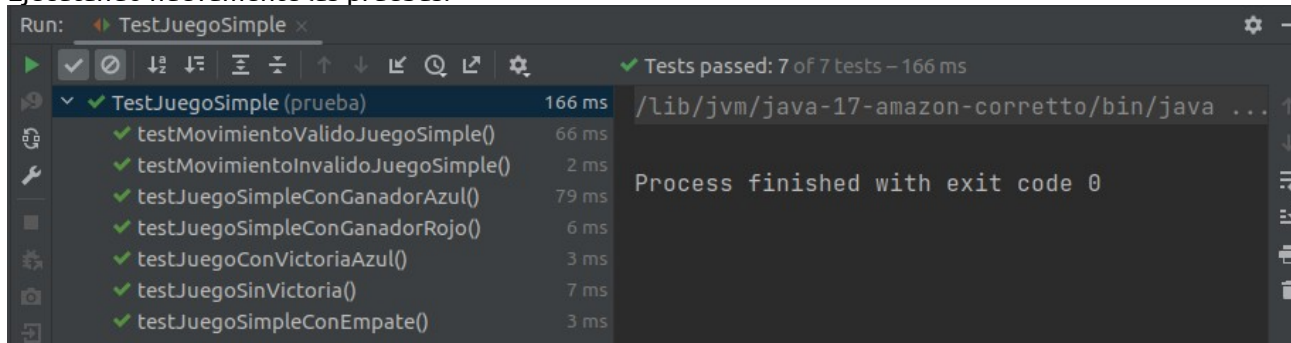 Ejecutando nuevamente las pruebas:
Run: TestJuegoSimple ×
Tests passed: 7 of 7 tests – 166 ms
TestJuegoSimple (prueba) 166 ms
/lib/jvm/java-17-amazon-corretto/bin/java ...
testMovimientoValidoJuegoSimple() 66 ms
testMovimientoInvalidoJuegoSimple() 2 ms
Process finished with exit code 0
testJuegoSimpleConGanadorAzul() 79 ms
testJuegoSimpleConGanadorRojo() 6 ms
testJuegoConVictoriaAzul() 3 ms
testJuegoSinVictoria() 7 ms
testJuegoSimpleConEmpate() 3 ms